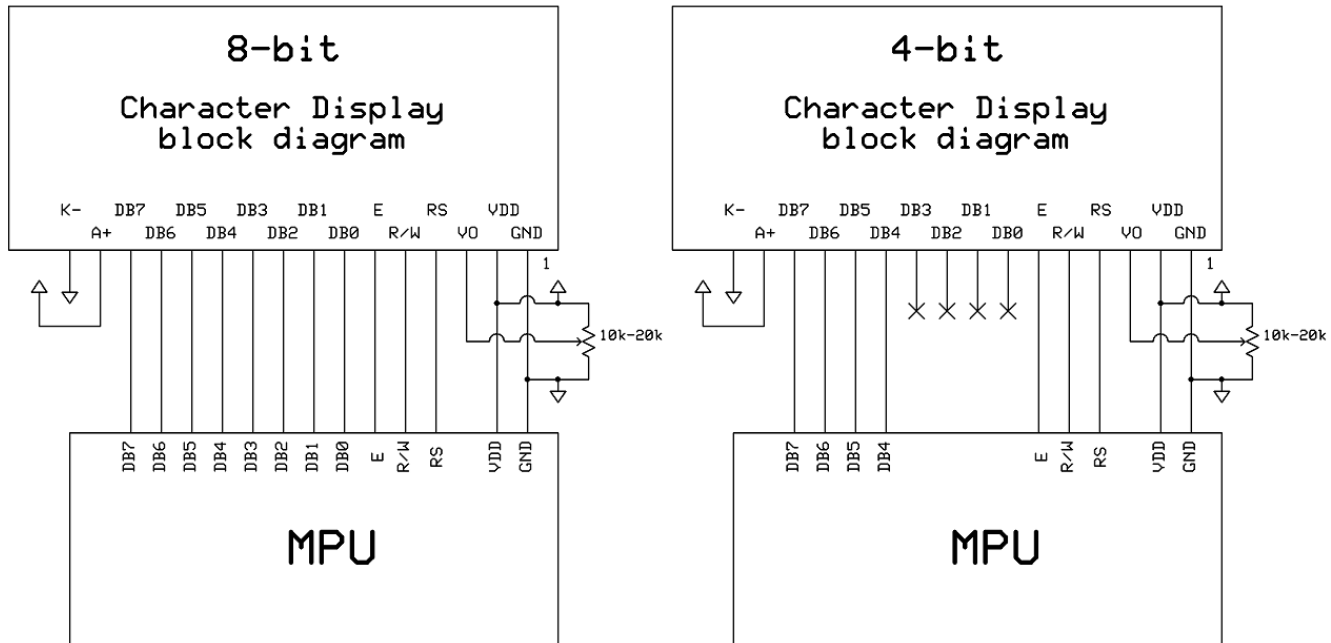 8-bit
Character Display
block diagram
K- DB7 DB5 DB3 DB1 E RS VDD
A+ DB6 DB4 DB2 DB0 R/W VO GND
1
10k-20k
DB7 DB6 DB5 DB4 DB3 DB2 DB1 DB0 E R/W RS VDD GND
MPU
4-bit
Character Display
block diagram
K- DB7 DB5 DB3 DB1 E RS VDD
A+ DB6 DB4 DB2 DB0 R/W VO GND
1
10k-20k
DB7 DB6 DB5 DB4 E R/W RS VDD GND
MPU